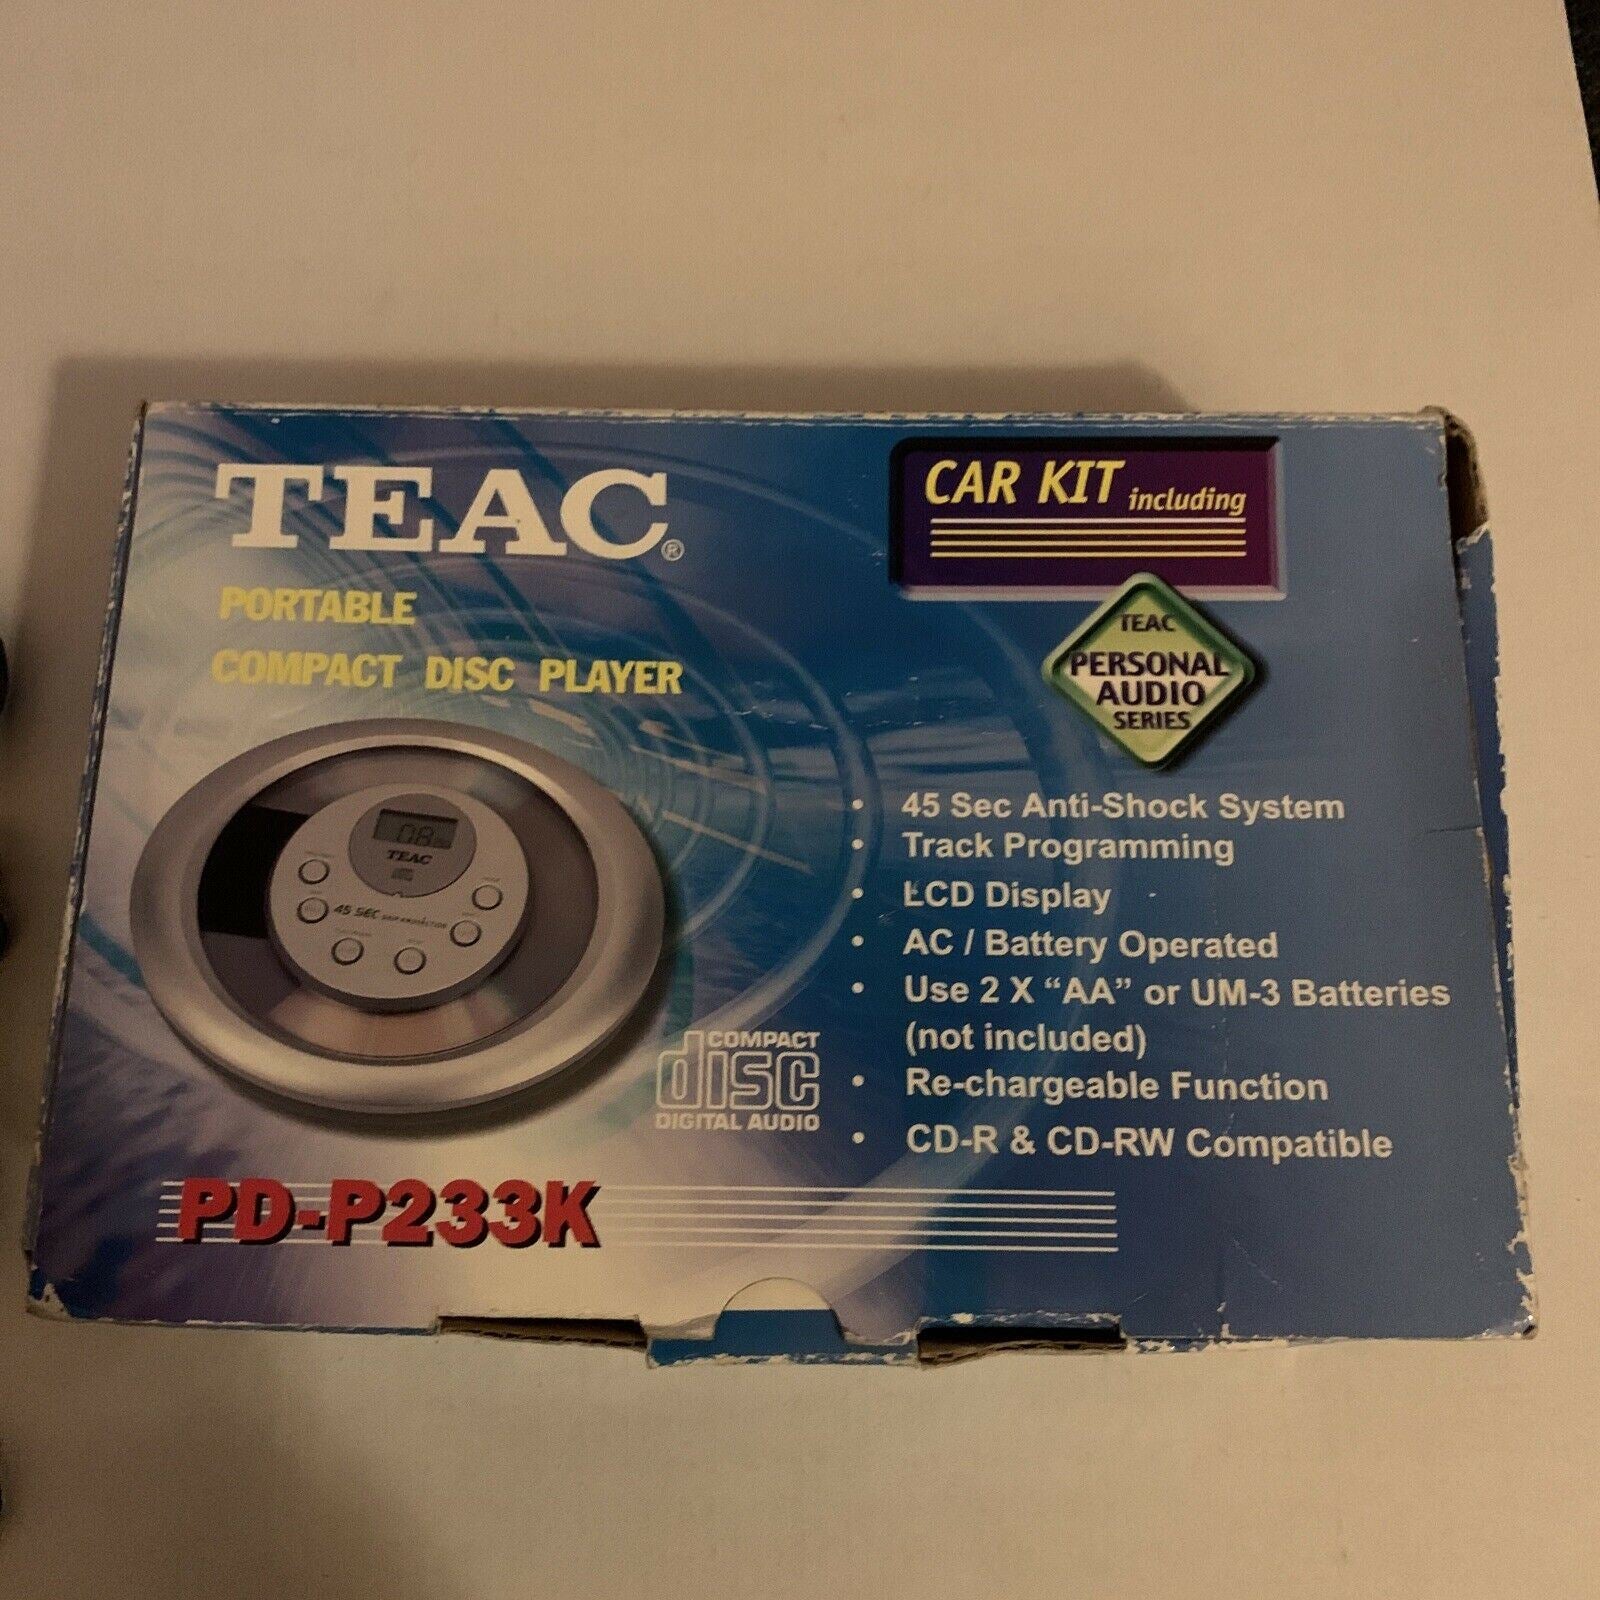 TEAC®
PORTABLE
COMPACT DISC PLAYER
CAR KIT including
TEAC
PERSONAL
AUDIO
SERIES
• 45 Sec Anti-Shock System
• Track Programming
• LCD Display
• AC / Battery Operated
• Use 2 X “AA” or UM-3 Batteries
(not included)
• Re-chargeable Function
• CD-R & CD-RW Compatible
08
TEAC
45 SEC
COMPACT
disc
DIGITAL AUDIO
PD-P233K